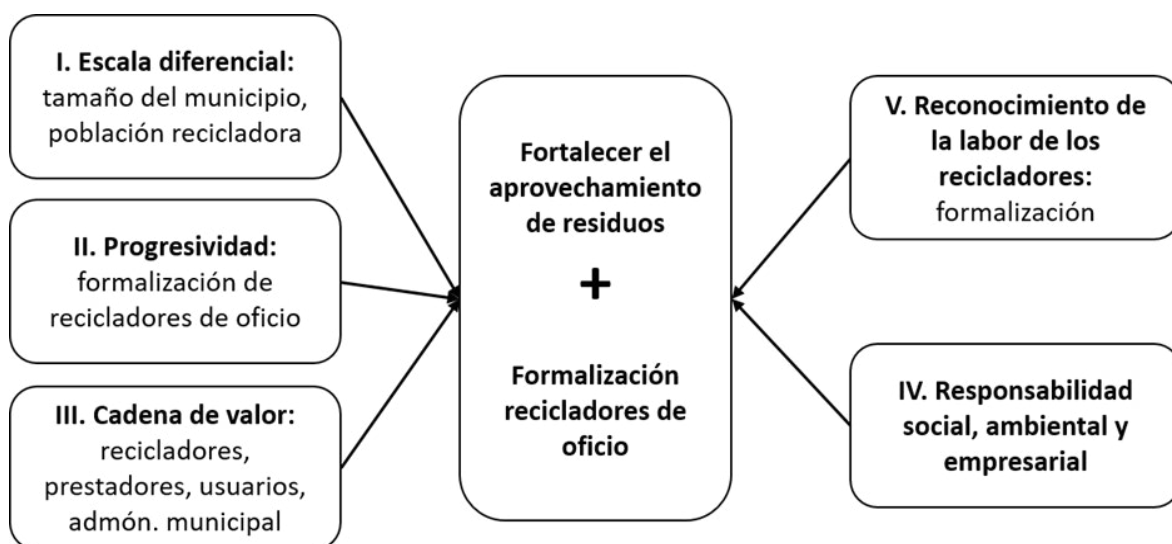 I. Escala diferencial:
tamaño del municipio,
población recicladora
II. Progresividad:
formalización de
recicladores de oficio
III. Cadena de valor:
recicladores,
prestadores, usuarios,
admón. municipal
Fortalecer el
aprovechamiento
de residuos
+
Formalización
recicladores de
oficio
V. Reconocimiento de
la labor de los
recicladores:
formalización
IV. Responsabilidad
social, ambiental y
empresarial